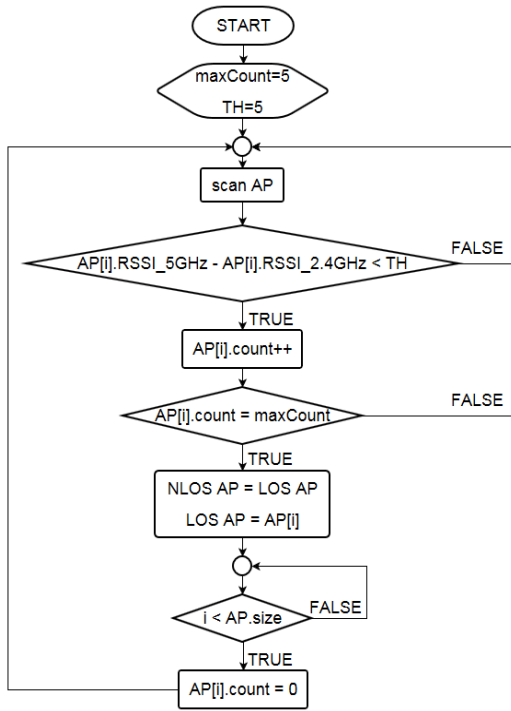 START
maxCount=5
TH=5
scan AP
AP[i].RSSI_5GHz - AP[i].RSSI_2.4GHz < TH
FALSE
TRUE
AP[i].count++
AP[i].count = maxCount
FALSE
TRUE
NLOS AP = LOS AP
LOS AP = AP[i]
i < AP.size
FALSE
TRUE
AP[i].count = 0